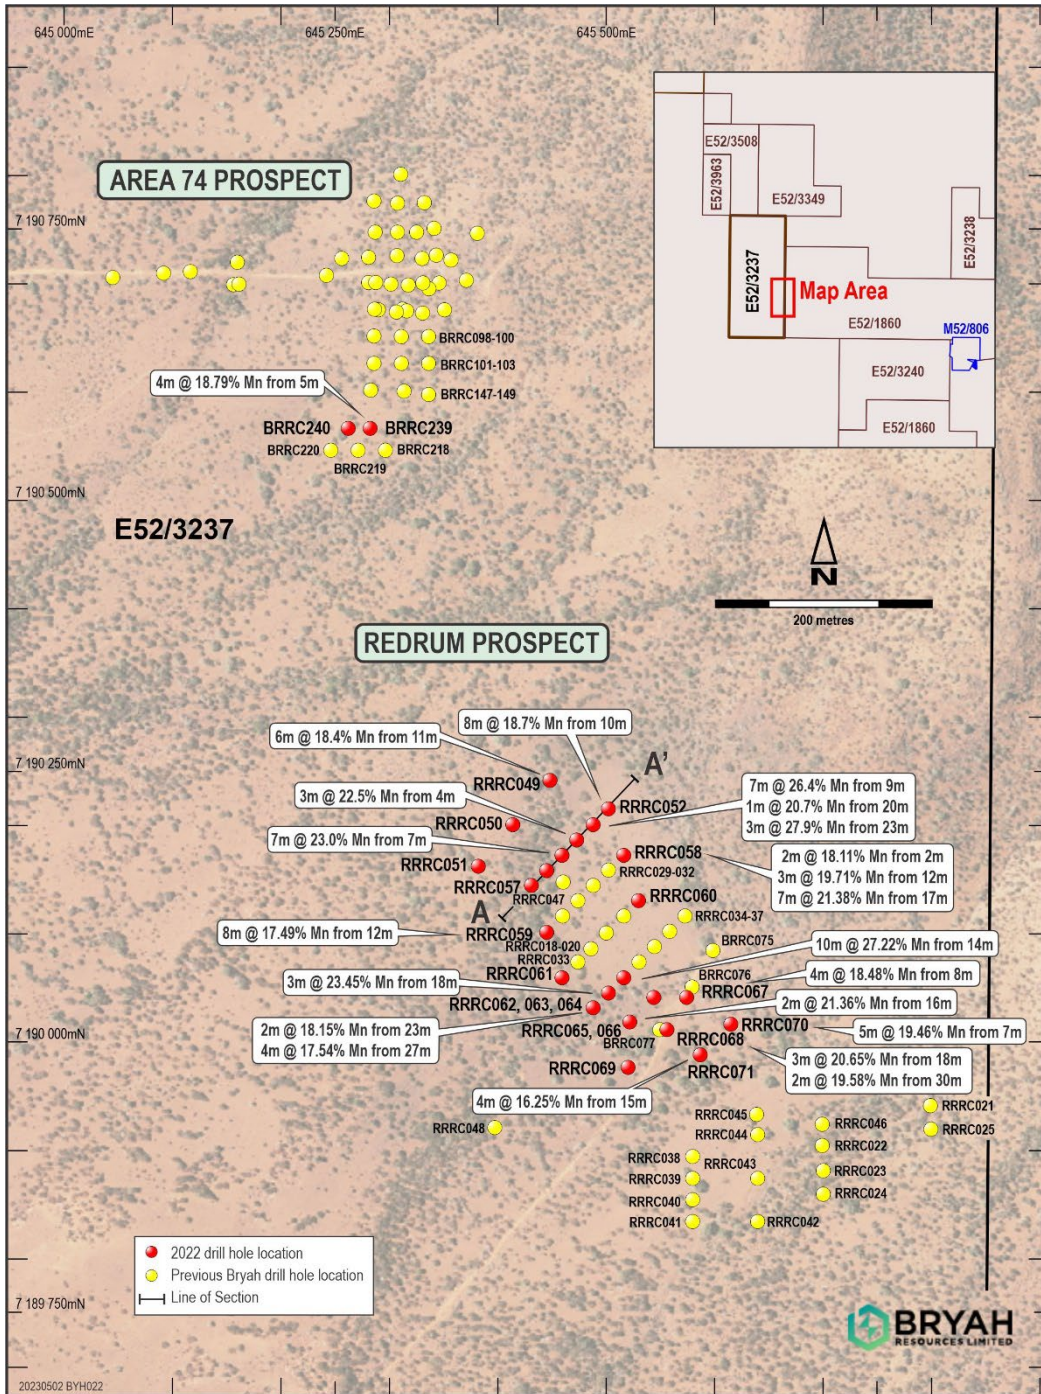 645 000mE
645 250mE
645 500mE
E52/3508
E52/3963
E52/3349
E52/3238
E52/3237
Map Area
E52/1860
M52/806
E52/3240
E52/1860
AREA 74 PROSPECT
7 190 750mN
BRRC098-100
BRRC101-103
BRRC147-149
4m @ 18.79% Mn from 5m
BRRC240
BRRC239
BRRC220
BRRC218
BRRC219
7 190 500mN
E52/3237
N
200 metres
REDRUM PROSPECT
8m @ 18.7% Mn from 10m
6m @ 18.4% Mn from 11m
7 190 250mN
A'
RRRC049
3m @ 22.5% Mn from 4m
RRRC052
7m @ 26.4% Mn from 9m
1m @ 20.7% Mn from 20m
3m @ 27.9% Mn from 23m
RRRC050
7m @ 23.0% Mn from 7m
RRRC058
2m @ 18.11% Mn from 2m
3m @ 19.71% Mn from 12m
7m @ 21.38% Mn from 17m
RRRC051
RRRC029-032
RRRC057
RRRC047
RRRC060
A
RRRC034-37
8m @ 17.49% Mn from 12m
RRRC059
RRRC018-020
RRRC033
BRRC075
10m @ 27.22% Mn from 14m
RRRC061
BRRC076
4m @ 18.48% Mn from 8m
3m @ 23.45% Mn from 18m
RRRC062, 063, 064
RRRC067
2m @ 21.36% Mn from 16m
2m @ 18.15% Mn from 23m
4m @ 17.54% Mn from 27m
RRRC065, 066
BRRC077
RRRC070
5m @ 19.46% Mn from 7m
7 190 000mN
RRRC068
3m @ 20.65% Mn from 18m
2m @ 19.58% Mn from 30m
RRRC069
RRRC071
4m @ 16.25% Mn from 15m
RRRC048
RRRC045
RRRC044
RRRC046
RRRC022
RRRC021
RRRC025
RRRC038
RRRC043
RRRC039
RRRC023
RRRC040
RRRC024
RRRC041
RRRC042
2022 drill hole location
Previous Bryah drill hole location
Line of Section
7 189 750mN
BRYAH
RESOURCES LIMITED
20230502 BYH022